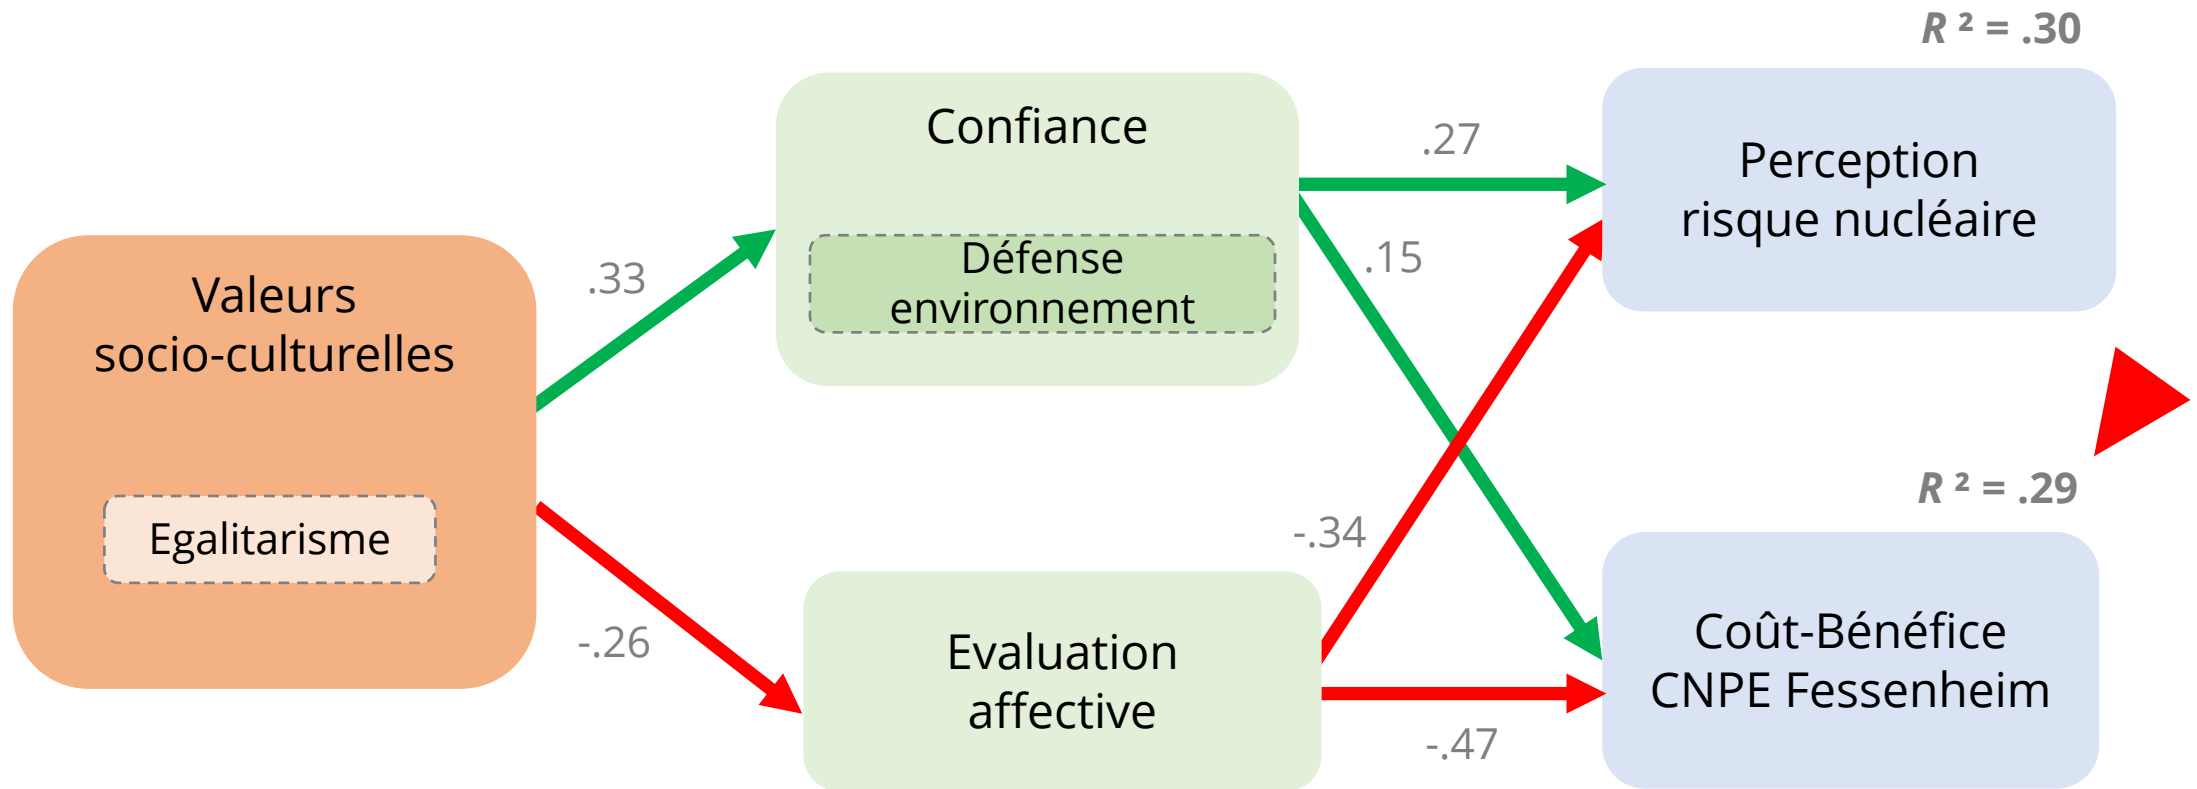 R ² = .30
Confiance
.27
Perception
risque nucléaire
Défense
environnement
.15
.33
Valeurs
socio-culturelles
R ² = .29
Egalitarisme
-.34
-.26
Evaluation
affective
Coût-Bénéfice
CNPE Fessenheim
-.47